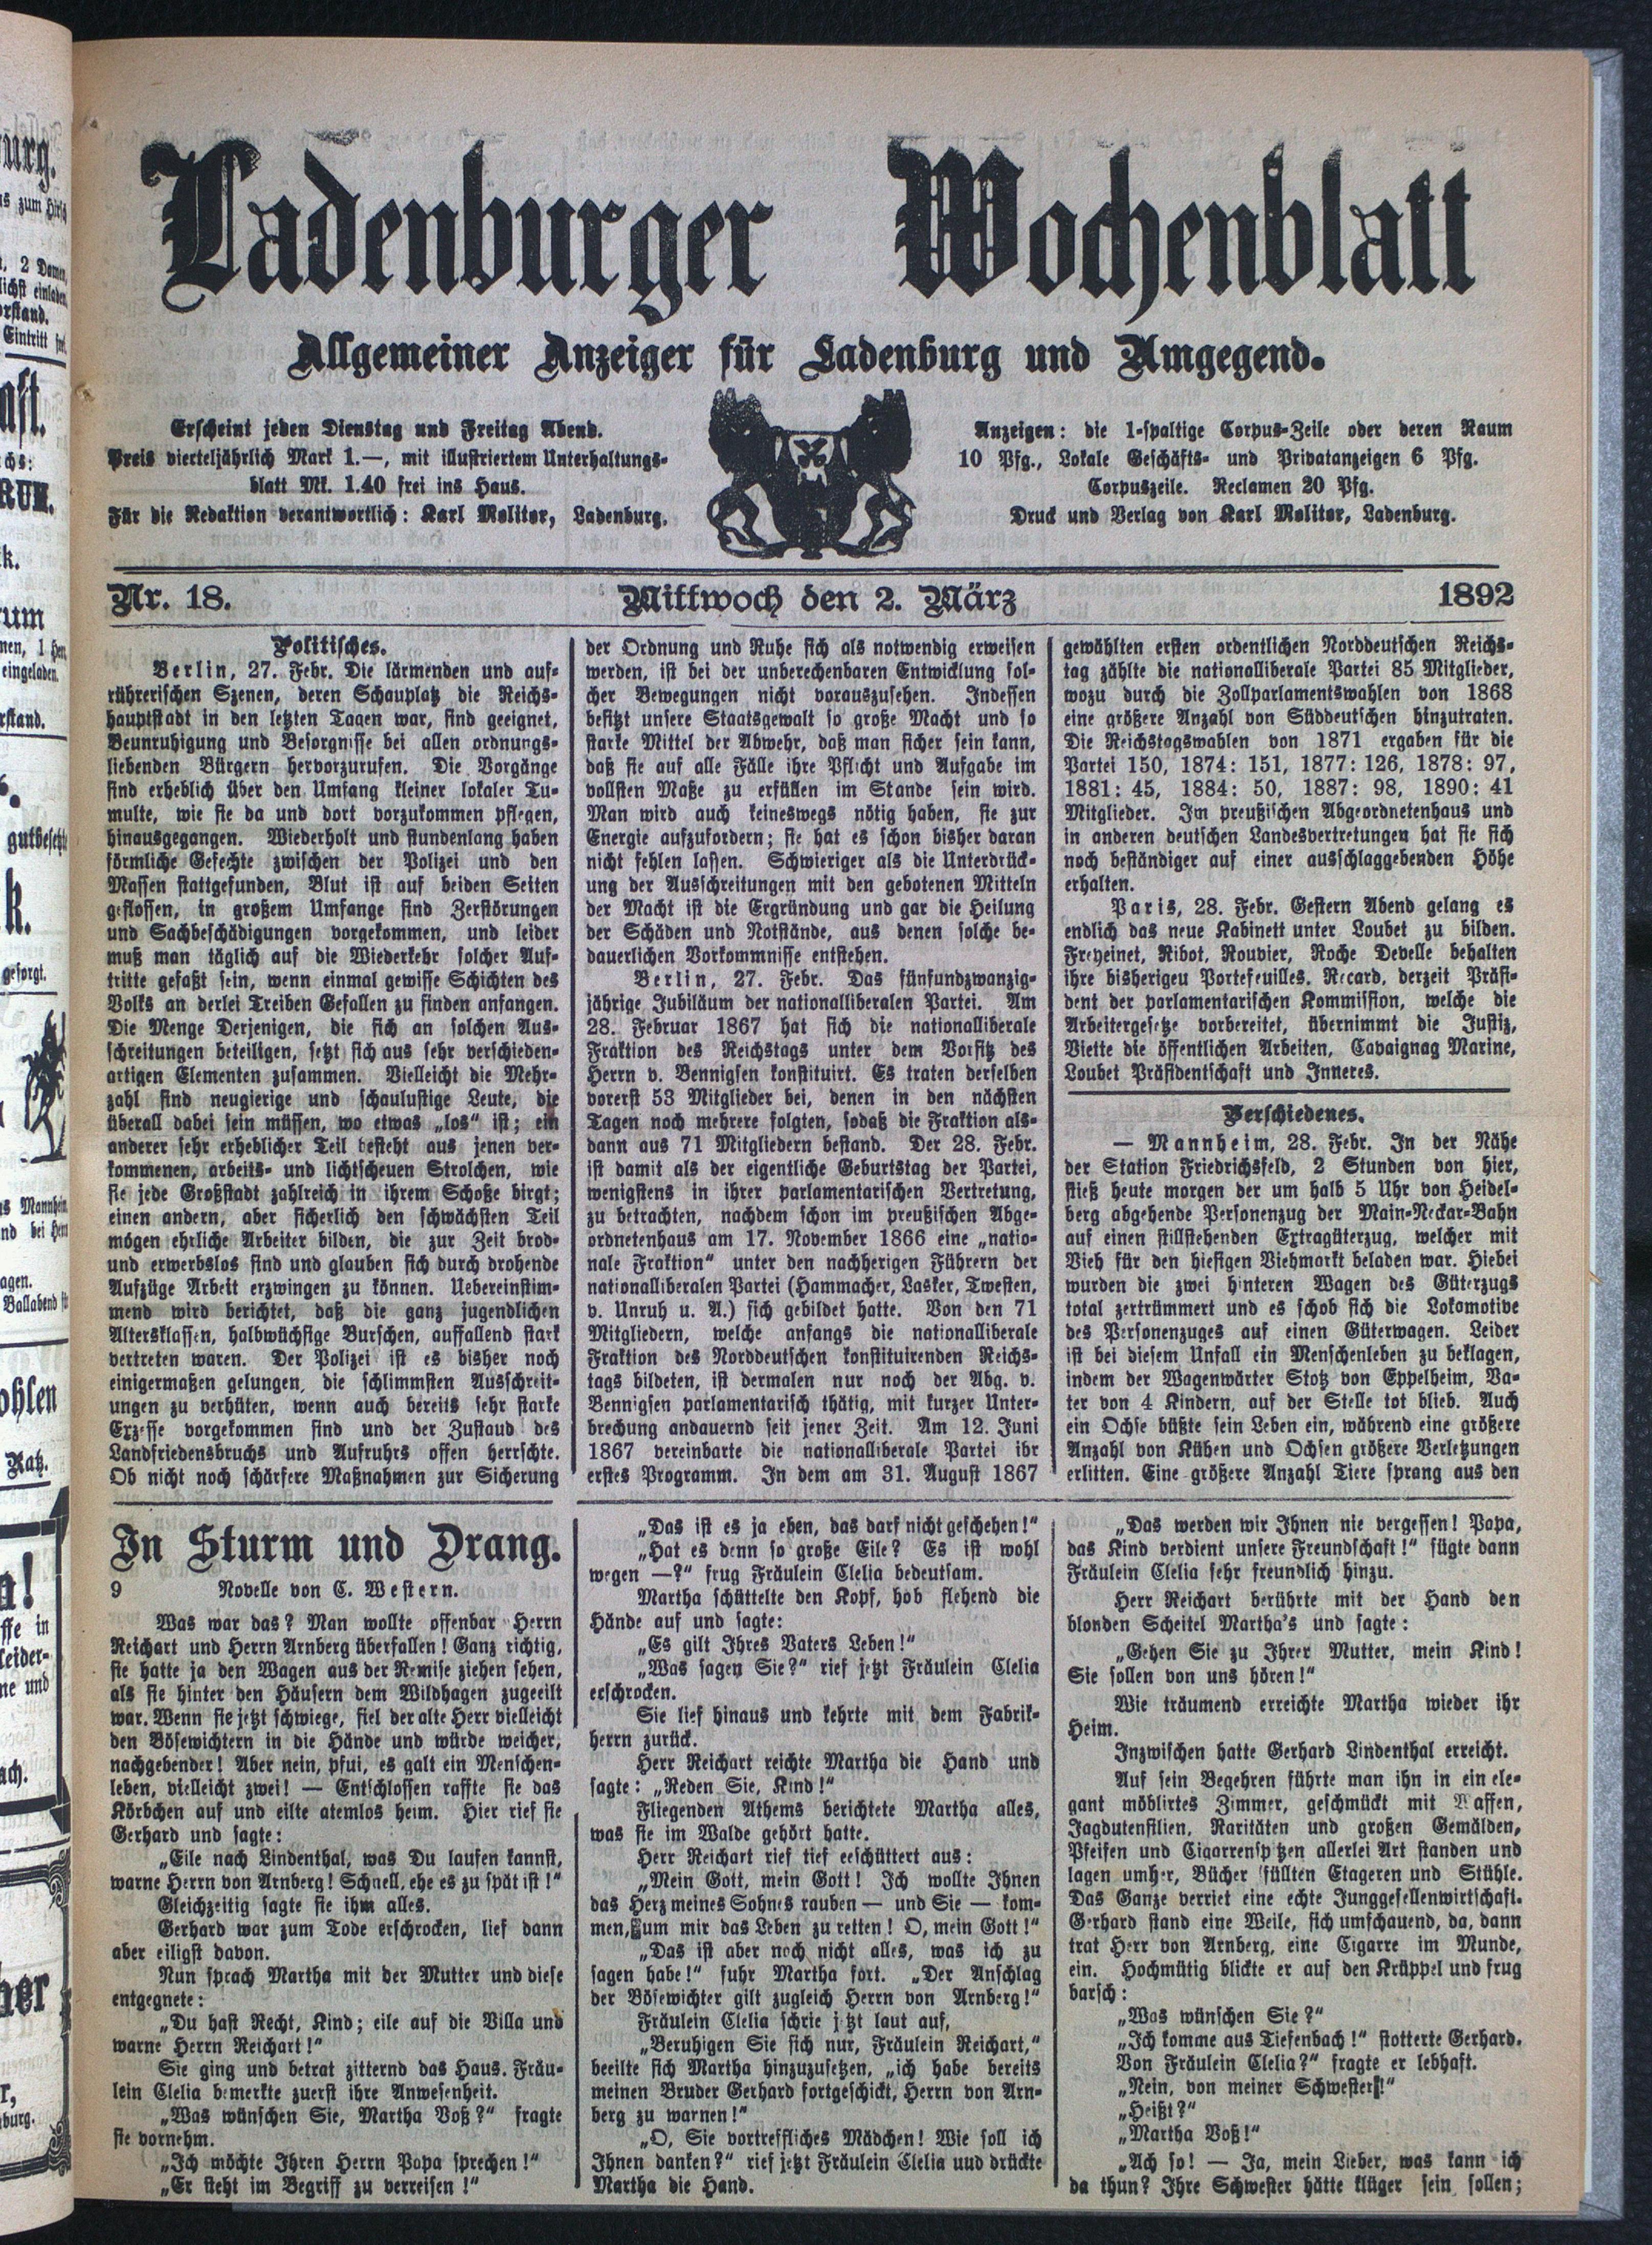 Ladenburger Wochenblatt
Allgemeiner Anzeiger für Ladenburg und Umgegend.
Erscheint jeden Dienstag und Freitag Abend.
Preis vierteljährlich Mark 1.—, mit illustriertem Unterhaltungs-
blatt Mk. 1.40 frei ins Haus.
Für die Redaktion verantwortlich: Karl Molitor, Ladenburg.
Anzeigen: die 1-spaltige Corpus-Zeile oder deren Raum
10 Pfg., Lokale Geschäfts- und Privatanzeigen 6 Pfg.
Corpuszeile. Reclamen 20 Pfg.
Druck und Verlag von Karl Molitor, Ladenburg.
Nr. 18. Mittwoch den 2. März 1892
Politisches.
Berlin, 27. Febr. Die lärmenden und auf-
rührerischen Szenen, deren Schauplatz die Reichs-
hauptstadt in den letzten Tagen war, sind geeignet,
Beunruhigung und Besorgnisse bei allen ordnungs-
liebenden Bürgern hervorzurufen. Die Vorgänge
sind erheblich über den Umfang kleiner lokaler Tu-
multe, wie sie da und dort vorzukommen pflegen,
hinausgegangen. Wiederholt und stundenlang haben
förmliche Gefechte zwischen der Polizei und den
Massen stattgefunden, Blut ist auf beiden Seiten
geflossen, in großem Umfange sind Zerstörungen
und Sachbeschädigungen vorgekommen, und leider
muß man täglich auf die Wiederkehr solcher Auf-
tritte gefaßt sein, wenn einmal gewisse Schichten des
Volks an derlei Treiben Gefallen zu finden anfangen.
Die Menge Derjenigen, die sich an solchen Aus-
schreitungen beteiligen, setzt sich aus sehr verschieden-
artigen Elementen zusammen. Vielleicht die Mehr-
zahl sind neugierige und schaulustige Leute, die
überall dabei sein müssen, wo etwas „los“ ist; ein
anderer sehr erheblicher Teil besteht aus jenen ver-
kommenen, arbeits- und lichtscheuen Strolchen, wie
sie jede Großstadt zahlreich in ihrem Schoße birgt;
einen andern, aber sicherlich den schwächsten Teil
mögen ehrliche Arbeiter bilden, die zur Zeit brod-
und erwerbslos sind und glauben sich durch drohende
Aufzüge Arbeit erzwingen zu können. Uebereinstim-
mend wird berichtet, daß die ganz jugendlichen
Altersklassen, halbwüchsige Burschen, auffallend stark
vertreten waren. Der Polizei ist es bisher noch
einigermaßen gelungen, die schlimmsten Ausschreit-
ungen zu verhüten, wenn auch bereits sehr starke
Erzesse vorgekommen sind und der Zustaud des
Landfriedensbruchs und Aufruhrs offen herrschte.
Ob nicht noch schärfere Maßnahmen zur Sicherung
der Ordnung und Ruhe sich als notwendig erweisen
werden, ist bei der unberechenbaren Entwicklung sol-
cher Bewegungen nicht vorauszusehen. Indessen
besitzt unsere Staatsgewalt so große Macht und so
starke Mittel der Abwehr, daß man sicher sein kann,
daß sie auf alle Fälle ihre Pflicht und Aufgabe im
vollsten Maße zu erfüllen im Stande sein wird.
Man wird auch keineswegs nötig haben, sie zur
Energie aufzufordern; sie hat es schon bisher daran
nicht fehlen lassen. Schwieriger als die Unterdrück-
ung der Ausschreitungen mit den gebotenen Mitteln
der Macht ist die Ergründung und gar die Heilung
der Schäden und Notstände, aus denen solche be-
dauerlichen Vorkommnisse entstehen.
Berlin, 27. Febr. Das fünfundzwanzig-
jährige Jubiläum der nationalliberalen Partei. Am
28. Februar 1867 hat sich die nationalliberale
Fraktion des Reichstags unter dem Vorsitz des
Herrn v. Bennigsen konstituirt. Es traten derselben
vorerst 53 Mitglieder bei, denen in den nächsten
Tagen noch mehrere folgten, sodaß die Fraktion als-
dann aus 71 Mitgliedern bestand. Der 28. Febr.
ist damit als der eigentliche Geburtstag der Partei,
wenigstens in ihrer parlamentarischen Vertretung,
zu betrachten, nachdem schon im preußischen Abge-
ordnetenhaus am 17. November 1866 eine „natio-
nale Fraktion“ unter den nachherigen Führern der
nationalliberalen Partei (Hammacher, Lasker, Twesten,
v. Unruh u. A.) sich gebildet hatte. Von den 71
Mitgliedern, welche anfangs die nationalliberale
Fraktion des Norddeutschen konstituirenden Reichs-
tags bildeten, ist dermalen nur noch der Abg. v.
Bennigsen parlamentarisch thätig, mit kurzer Unter-
brechung andauernd seit jener Zeit. Am 12. Juni
1867 vereinbarte die nationalliberale Partei ihr
erstes Programm. In dem am 31. August 1867
gewählten ersten ordentlichen Norddeutschen Reichs-
tag zählte die nationalliberale Partei 85 Mitglieder,
wozu durch die Zollparlamentswahlen von 1868
eine größere Anzahl von Süddeutschen hinzutraten.
Die Reichstagswahlen von 1871 ergaben für die
Partei 150, 1874: 151, 1877: 126, 1878: 97,
1881: 45, 1884: 50, 1887: 98, 1890: 41
Mitglieder. Im preußischen Abgeordnetenhaus und
in anderen deutschen Landesvertretungen hat sie sich
noch beständiger auf einer ausschlaggebenden Höhe
erhalten.
Paris, 28. Febr. Gestern Abend gelang es
endlich das neue Kabinett unter Loubet zu bilden.
Freyeinet, Ribot, Rouvier, Roche Develle behalten
ihre bisherigeu Portefeuilles. Recard, derzeit Präsi-
dent der parlamentarischen Kommission, welche die
Arbeitergesetze vorbereitet, übernimmt die Justiz,
Viette die öffentlichen Arbeiten, Cavaignag Marine,
Loubet Präsidentschaft und Inneres.
Verschiedenes.
— Mannheim, 28. Febr. In der Nähe
der Station Friedrichsfeld, 2 Stunden von hier,
stieß heute morgen der um halb 5 Uhr von Heidel-
berg abgehende Personenzug der Main-Neckar-Bahn
auf einen stillstehenden Extragüterzug, welcher mit
Vieh für den hiesigen Viehmarkt beladen war. Hiebei
wurden die zwei hinteren Wagen des Güterzugs
total zertrümmert und es schob sich die Lokomotive
des Personenzuges auf einen Güterwagen. Leider
ist bei diesem Unfall ein Menschenleben zu beklagen,
indem der Wagenwärter Stotz von Eppelheim, Va-
ter von 4 Kindern, auf der Stelle tot blieb. Auch
ein Ochse büßte sein Leben ein, während eine größere
Anzahl von Kühen und Ochsen größere Verletzungen
erlitten. Eine größere Anzahl Tiere sprang aus den
In Sturm und Drang.
9 Novelle von C. Western.
Was war das? Man wollte offenbar Herrn
Reichart und Herrn Arnberg überfallen! Ganz richtig,
sie hatte ja den Wagen aus der Remise ziehen sehen,
als sie hinter den Häusern dem Wildhagen zugeeilt
war. Wenn sie jetzt schwiege, fiel der alte Herr vielleicht
den Bösewichtern in die Hände und würde weicher,
nachgebender! Aber nein, pfui, es galt ein Menschen-
leben, vielleicht zwei! — Entschlossen raffte sie das
Körbchen auf und eilte atemlos heim. Hier rief sie
Gerhard und sagte:
„Eile nach Lindenthal, was Du laufen kannst,
warne Herrn von Arnberg! Schnell, ehe es zu spät ist!“
Gleichzeitig sagte sie ihm alles.
Gerhard war zum Tode erschrocken, lief dann
aber eiligst davon.
Nun sprach Martha mit der Mutter und diese
entgegnete:
„Du hast Recht, Kind; eile auf die Villa und
warne Herrn Reichart!“
Sie ging und betrat zitternd das Haus. Fräu-
lein Clelia bemerkte zuerst ihre Anwesenheit.
„Was wünschen Sie, Martha Voß?“ fragte
sie vornehm.
„Ich möchte Ihren Herrn Papa sprechen!“
„Er steht im Begriff zu verreisen!“
„Das ist es ja eben, das darf nicht geschehen!“
„Hat es denn so große Eile? Es ist wohl
wegen —?“ frug Fräulein Clelia bedeutsam.
Martha schüttelte den Kopf, hob flehend die
Hände auf und sagte:
„Es gilt Ihres Vaters Leben!“
„Was sagen Sie?“ rief jetzt Fräulein Clelia
erschrocken.
Sie lief hinaus und kehrte mit dem Fabrik-
herrn zurück.
Herr Reichart reichte Martha die Hand und
sagte: „Reden Sie, Kind!“
Fliegenden Athems berichtete Martha alles,
was sie im Walde gehört hatte.
Herr Reichart rief tief eeschüttert aus:
„Mein Gott, mein Gott! Ich wollte Ihnen
das Herz meines Sohnes rauben — und Sie — kom-
men, um mir das Leben zu retten! O, mein Gott!“
„Das ist aber noch nicht alles, was ich zu
sagen habe!“ fuhr Martha fort. „Der Anschlag
der Bösewichter gilt zugleich Herrn von Arnberg!“
Fräulein Clelia schrie jetzt laut auf,
„Beruhigen Sie sich nur, Fräulein Reichart,“
beeilte sich Martha hinzuzusetzen, „ich habe bereits
meinen Bruder Gerhard fortgeschickt, Herrn von Arn-
berg zu warnen!“
„O, Sie vortreffliches Mädchen! Wie soll ich
Ihnen danken?“ rief jetzt Fräulein Clelia uud drückte
Martha die Hand.
„Das werden wir Ihnen nie vergessen! Papa,
das Kind verdient unsere Freundschaft!“ fügte dann
Fräulein Clelia sehr freundlich hinzu.
Herr Reichart berührte mit der Hand den
blonden Scheitel Martha's und sagte:
„Gehen Sie zu Ihrer Mutter, mein Kind!
Sie sollen von uns hören!“
Wie träumend erreichte Martha wieder ihr
Heim.
Inzwischen hatte Gerhard Lindenthal erreicht.
Auf sein Begehren führte man ihn in ein ele-
gant möblirtes Zimmer, geschmückt mit Waffen,
Jagdutensilien, Raritäten und großen Gemälden,
Pfeifen und Cigarrenspitzen allerlei Art standen und
lagen umher, Bücher füllten Etageren und Stühle.
Das Ganze verriet eine echte Junggesellenwirtschaft.
Gerhard stand eine Weile, sich umschauend, da, dann
trat Herr von Arnberg, eine Cigarre im Munde,
ein. Hochmütig blickte er auf den Krüppel und frug
barsch:
„Was wünschen Sie?“
„Ich komme aus Tiefenbach!“ stotterte Gerhard.
Von Fräulein Clelia?“ fragte er lebhaft.
„Nein, von meiner Schwester!“
„Heißt?“
„Martha Voß!“
„Ach so! — Ja, mein Lieber, was kann ich
da thun? Ihre Schwester hätte klüger sein sollen;